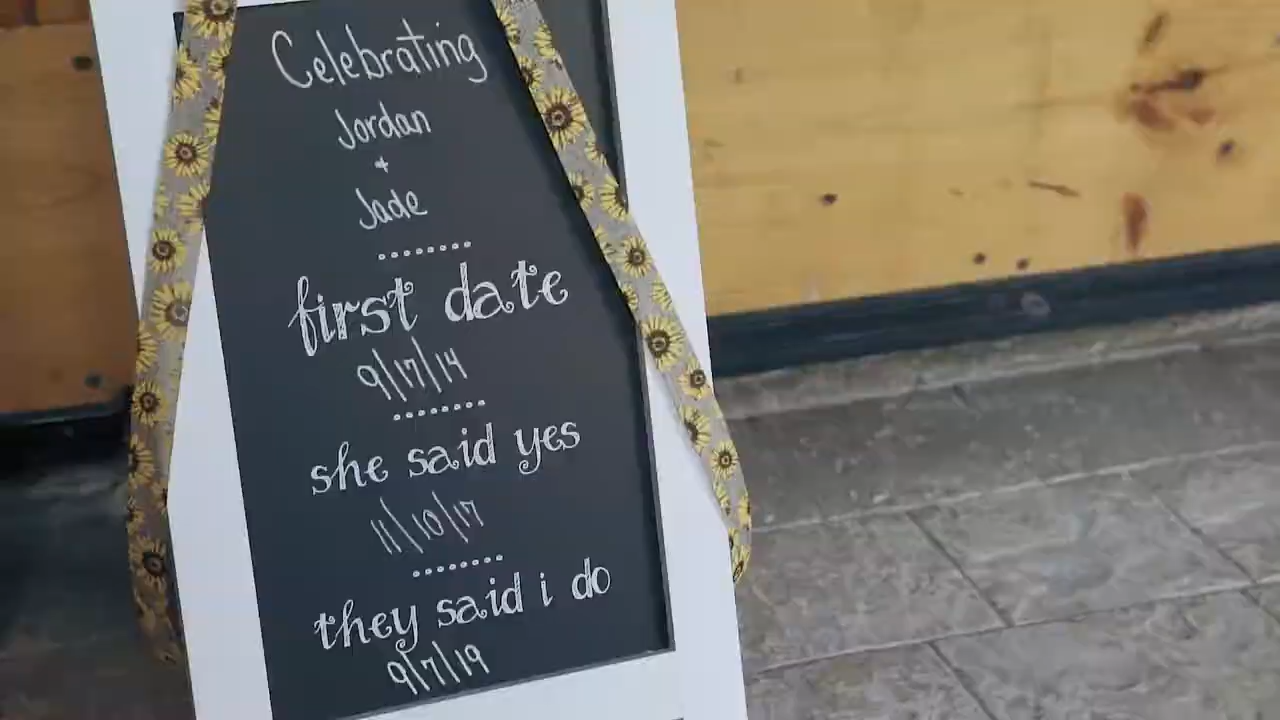 Celebrating
Jordan
+
Jade
first date
9/17/14
she said yes
11/10/17
they said i do
9/7/19